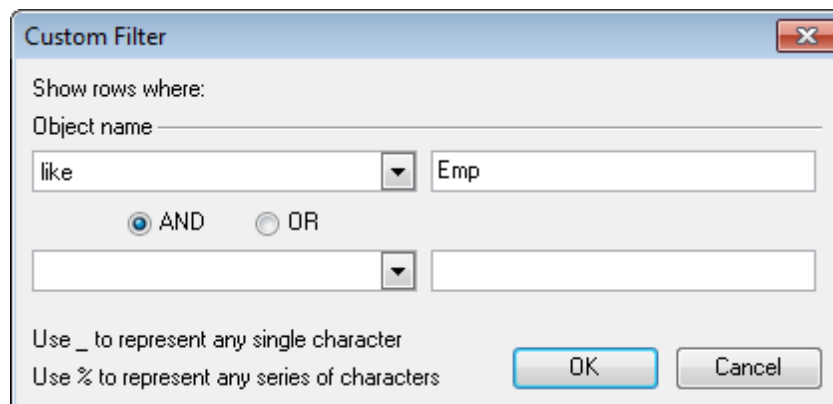 Custom Filter
Show rows where:
Object name
like Emp
AND OR
Use _ to represent any single character
Use % to represent any series of characters
OK Cancel